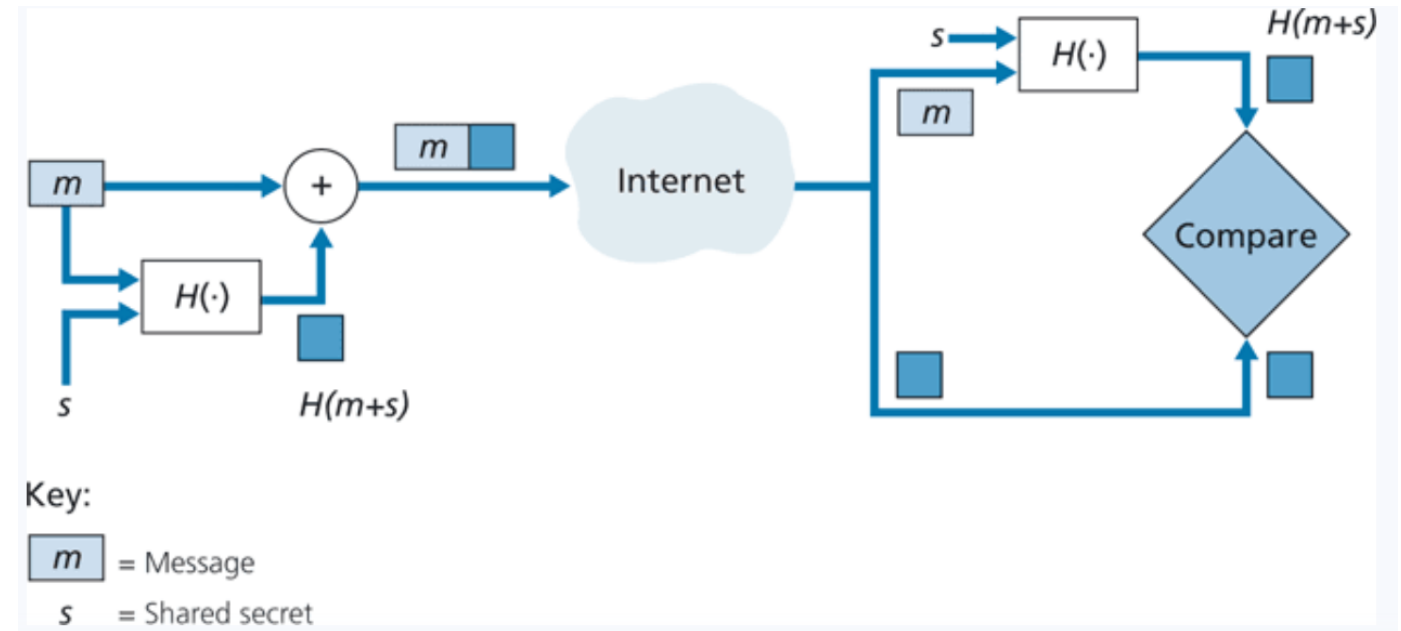 H(m+s)
s
H(·)
m
m
Internet
m
+
Compare
H(·)
s
H(m+s)
Key:
m = Message
s = Shared secret